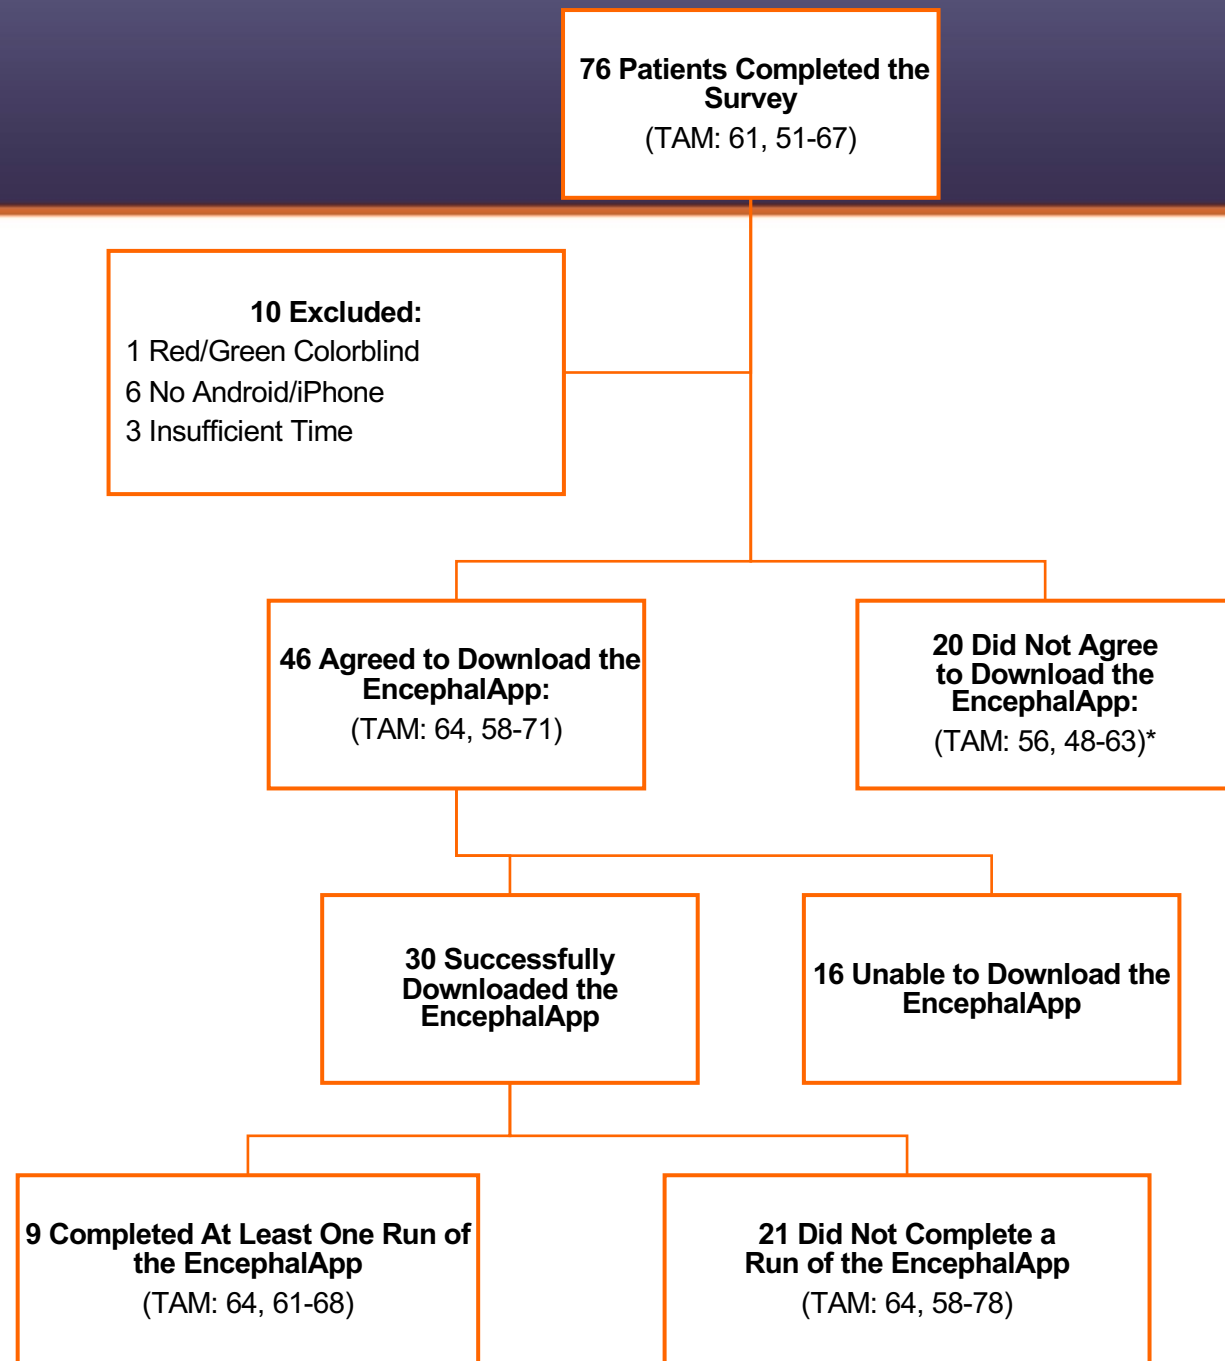 76 Patients Completed the
Survey
(TAM: 61, 51-67)
10 Excluded:
1 Red/Green Colorblind
6 No Android/iPhone
3 Insufficient Time
46 Agreed to Download the
EncephalApp:
(TAM: 64, 58-71)
20 Did Not Agree
to Download the
EncephalApp:
(TAM: 56, 48-63)*
30 Successfully
Downloaded the
EncephalApp
16 Unable to Download the
EncephalApp
9 Completed At Least One Run of
the EncephalApp
(TAM: 64, 61-68)
21 Did Not Complete a
Run of the EncephalApp
(TAM: 64, 58-78)